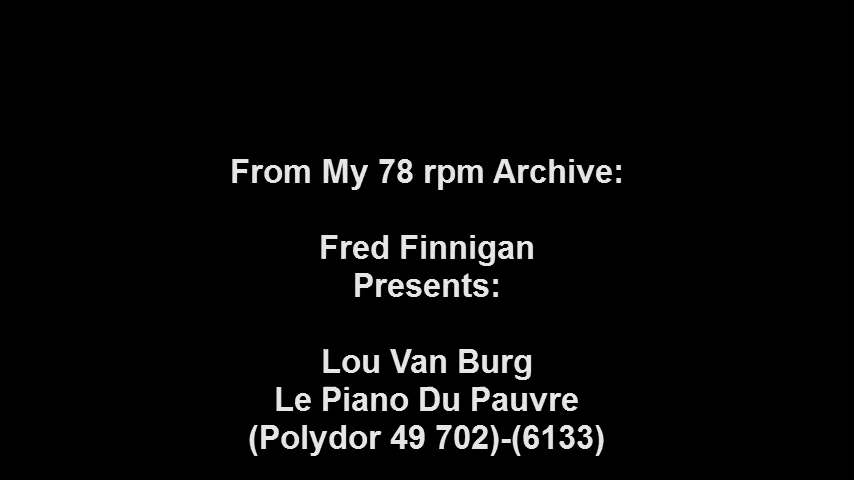 From My 78 rpm Archive:
Fred Finnigan
Presents:
Lou Van Burg
Le Piano Du Pauvre
(Polydor 49 702)-(6133)